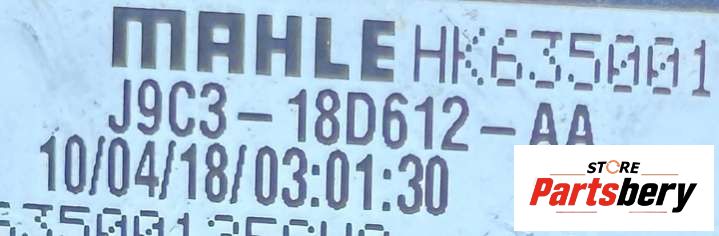 MAHLE HK635001
J9C3-18D612-AA
10/04/18/03:01:30
STORE
Partsbery